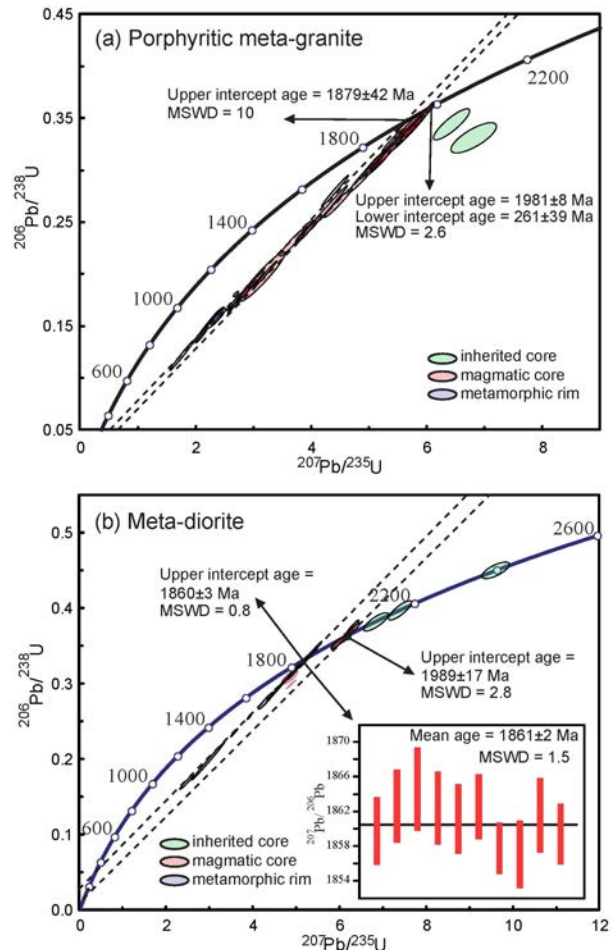 (a) Porphyritic meta-granite
0.45
0.35
0.25
0.15
0.05
206Pb/238U
2200
1800
1400
1000
600
Upper intercept age = 1879±42 Ma
MSWD = 10
Upper intercept age = 1981±8 Ma
Lower intercept age = 261±39 Ma
MSWD = 2.6
inherited core
magmatic core
metamorphic rim
0 2 4 6 8
207Pb/235U
(b) Meta-diorite
0.5
0.4
0.3
0.2
0.1
0.0
206Pb/238U
2600
2200
1800
1400
1000
600
Upper intercept age =
1860±3 Ma
MSWD = 0.8
Upper intercept age =
1989±17 Ma
MSWD = 2.8
Mean age = 1861±2 Ma
MSWD = 1.5
1870
1866
1862
1858
1854
207Pb/206Pb
inherited core
magmatic core
metamorphic rim
0 2 4 6 8 10 12
207Pb/235U